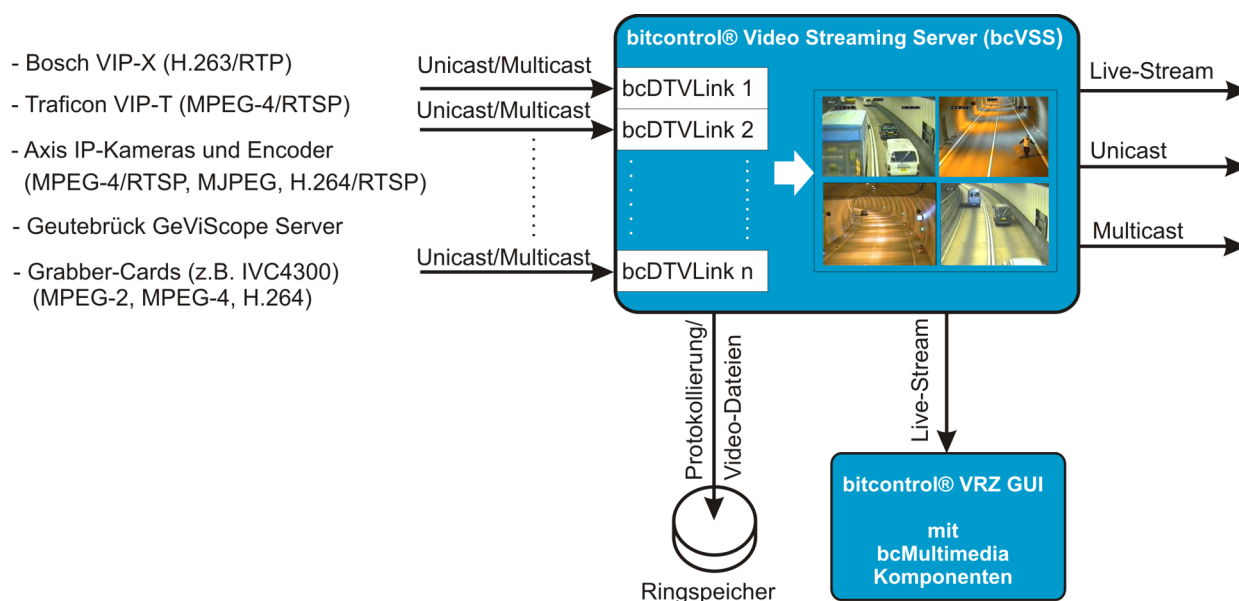 bitcontrol® Video Streaming Server (bcVSS)
- Bosch VIP-X (H.263/RTP)
- Traficon VIP-T (MPEG-4/RTSP)
- Axis IP-Kameras und Encoder
(MPEG-4/RTSP, MJPEG, H.264/RTSP)
- Geutebrück GeViScope Server
- Grabber-Cards (z.B. IVC4300)
(MPEG-2, MPEG-4, H.264)
Unicast/Multicast
Unicast/Multicast
Unicast/Multicast
bcDTVLink 1
bcDTVLink 2
bcDTVLink n
Live-Stream
Unicast
Multicast
Protokollierung/
Video-Dateien
Live-Stream
Ringspeicher
bitcontrol® VRZ GUI
mit
bcMultimedia
Komponenten